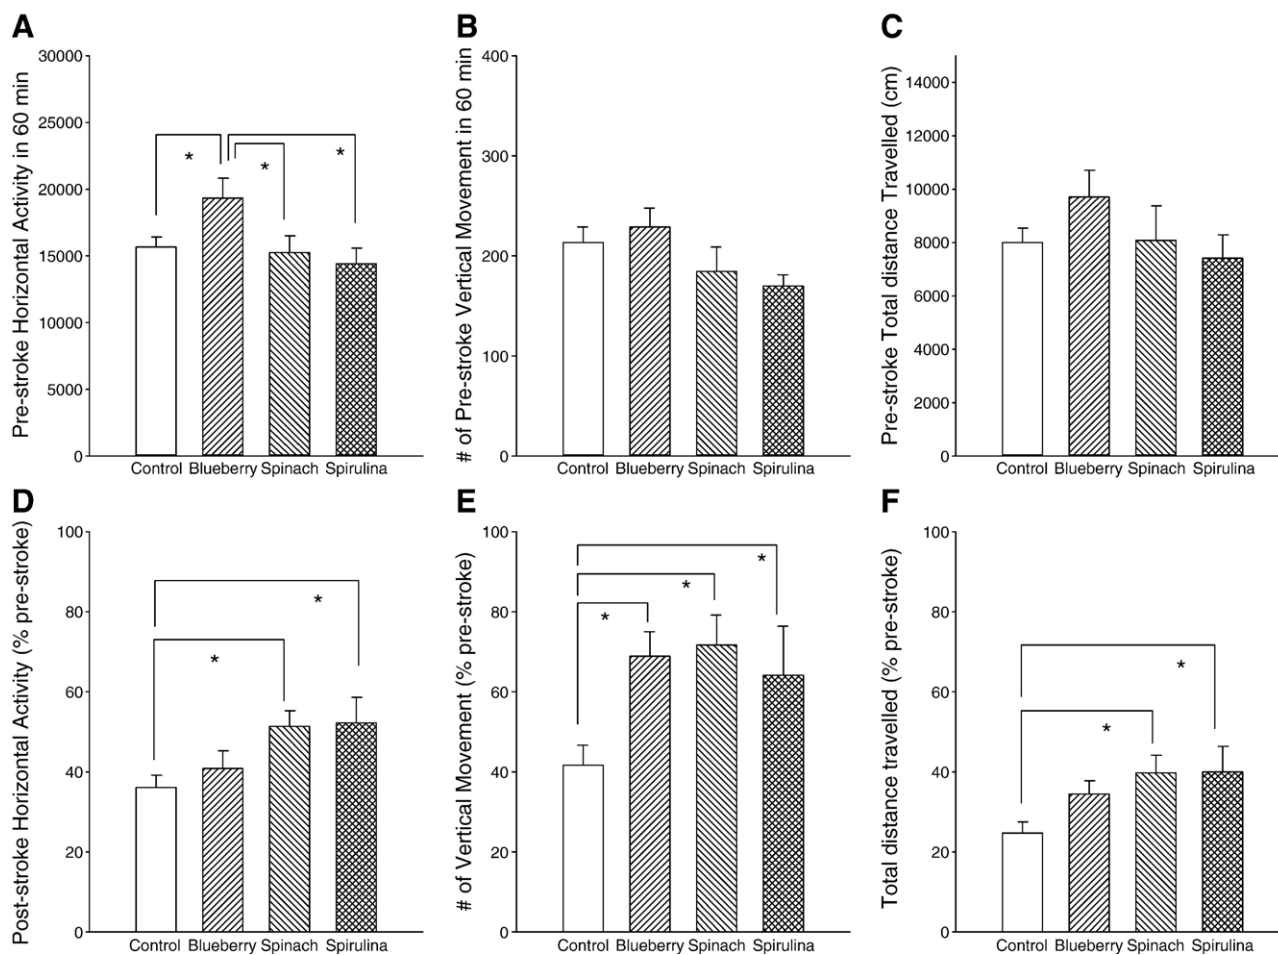 A
Pre-stroke Horizontal Activity in 60 min
30000
25000
20000
15000
10000
5000
0
*
*
*
Control Blueberry Spinach Spirulina
B
# of Pre-stroke Vertical Movement in 60 min
400
300
200
100
0
Control Blueberry Spinach Spirulina
C
Pre-stroke Total distance Travelled (cm)
14000
12000
10000
8000
6000
4000
2000
0
Control Blueberry Spinach Spirulina
D
Post-stroke Horizontal Activity (% pre-stroke)
100
80
60
40
20
0
*
*
Control Blueberry Spinach Spirulina
E
# of Vertical Movement (% pre-stroke)
100
80
60
40
20
0
*
*
*
Control Blueberry Spinach Spirulina
F
Total distance travelled (% pre-stroke)
100
80
60
40
20
0
*
*
Control Blueberry Spinach Spirulina